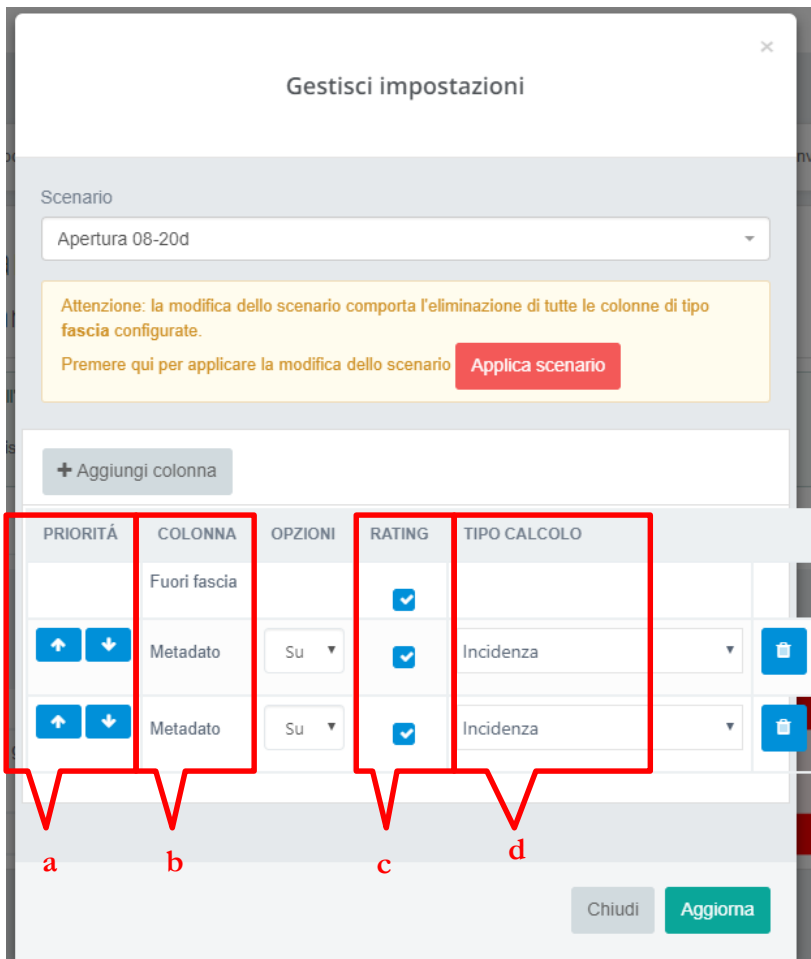 ×
Gestisci impostazioni
Scenario
Apertura 08-20d
Attenzione: la modifica dello scenario comporta l'eliminazione di tutte le colonne di tipo
fascia configurate.
Premere qui per applicare la modifica dello scenario Applica scenario
+ Aggiungi colonna
PRIORITÁ COLONNA OPZIONI RATING TIPO CALCOLO
Fuori fascia
Metadato Su Incidenza
Metadato Su Incidenza
a b c d
Chiudi Aggiorna